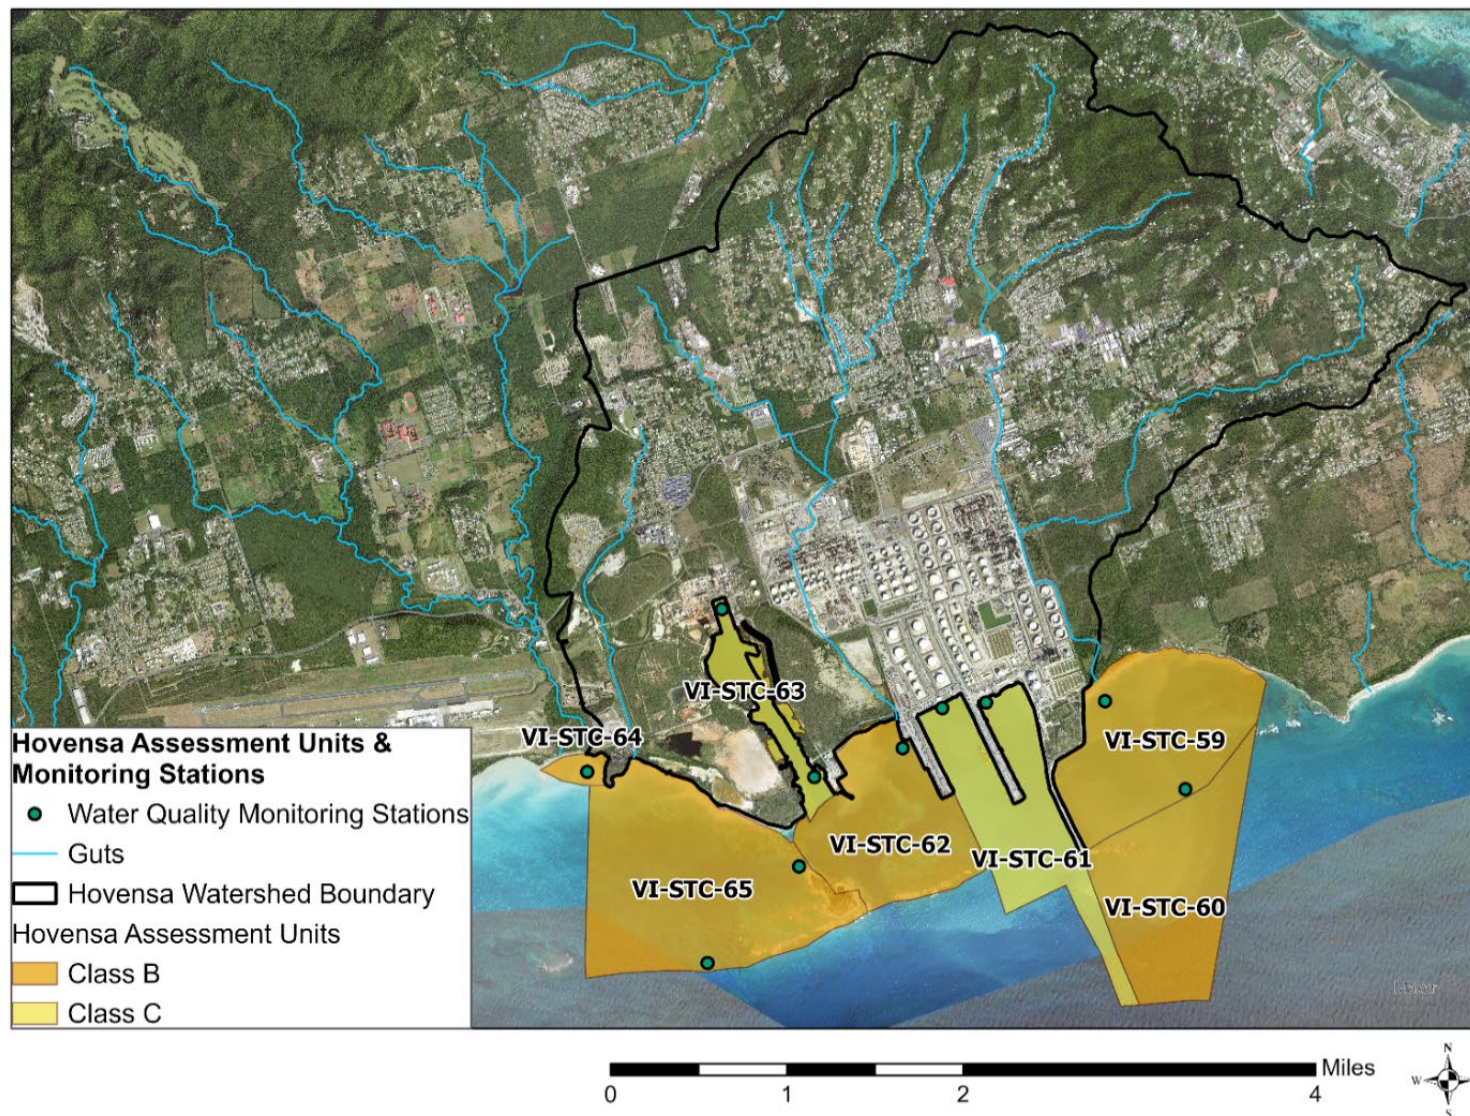 VI-STC-63
VI-STC-64
VI-STC-59
VI-STC-62
VI-STC-61
VI-STC-65
VI-STC-60
Hovensa Assessment Units &
Monitoring Stations
Water Quality Monitoring Stations
Guts
Hovensa Watershed Boundary
Hovensa Assessment Units
Class B
Class C
Miles
0 1 2 4
N
W
S